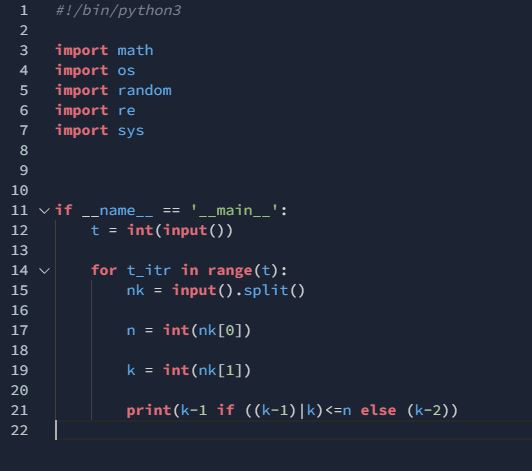 1 #!/bin/python3
2
3 import math
4 import os
5 import random
6 import re
7 import sys
8
9
10
11 if __name__ == '__main__':
12     t = int(input())
13
14     for t_itr in range(t):
15         nk = input().split()
16
17         n = int(nk[0])
18
19         k = int(nk[1])
20
21         print(k-1 if ((k-1)|k)<=n else (k-2))
22